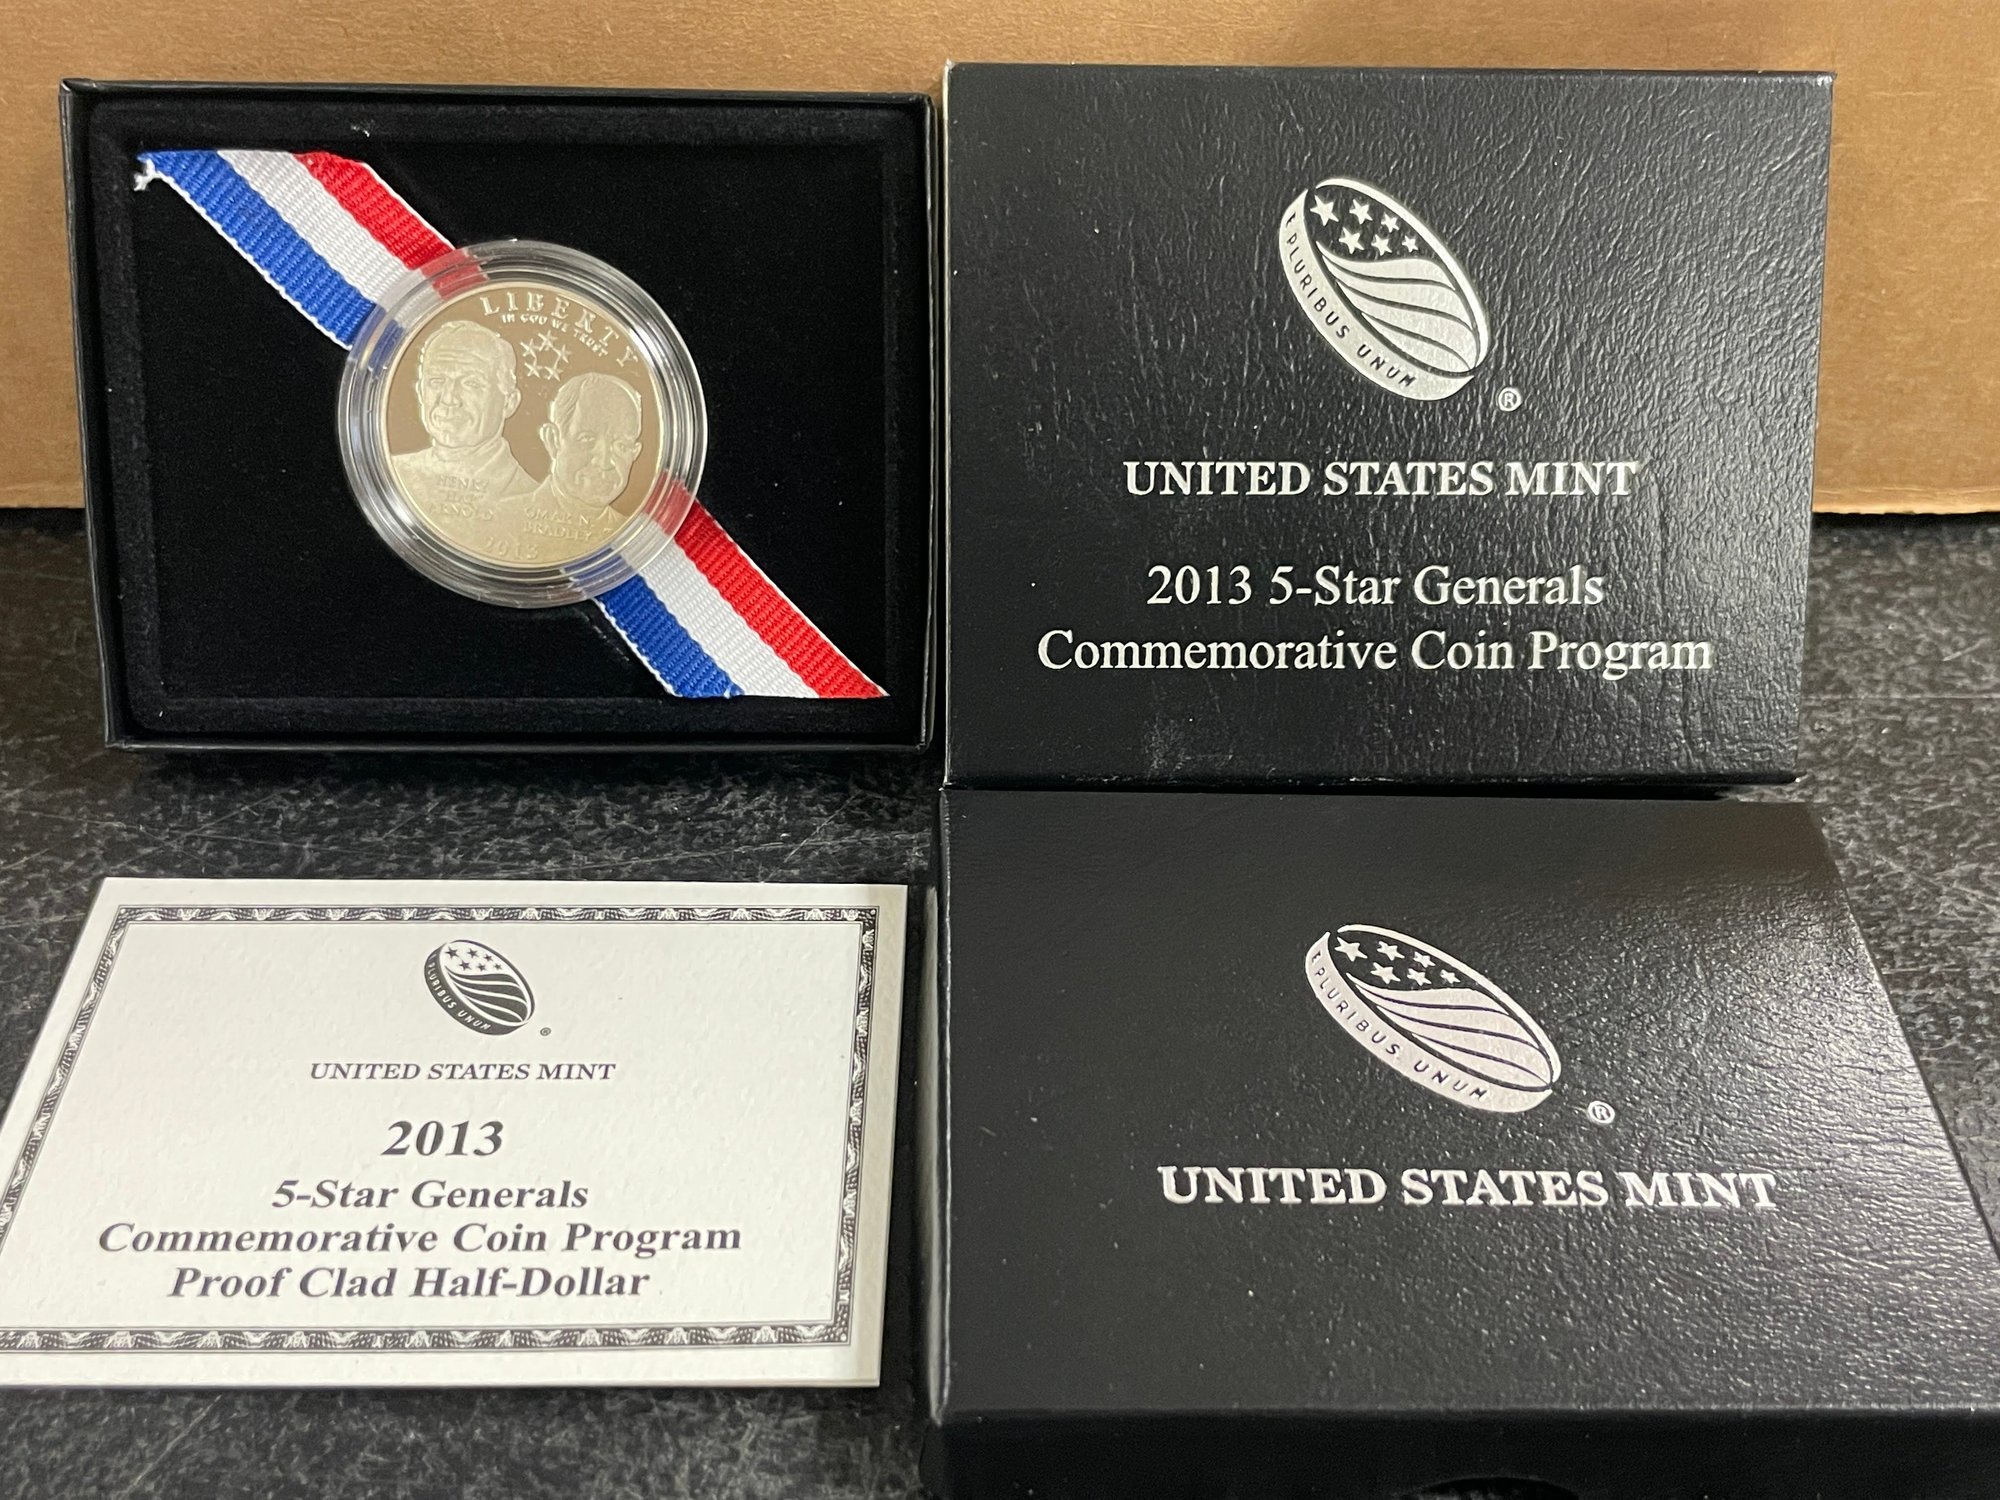 LIBERTY
IN GOD WE TRUST
HENRY
"HAP"
ARNOLD
OMAR N.
BRADLEY
2013
E PLURIBUS UNUM
®
UNITED STATES MINT
2013 5-Star Generals
Commemorative Coin Program
E PLURIBUS UNUM
®
UNITED STATES MINT
2013
5-Star Generals
Commemorative Coin Program
Proof Clad Half-Dollar
E PLURIBUS UNUM
®
UNITED STATES MINT